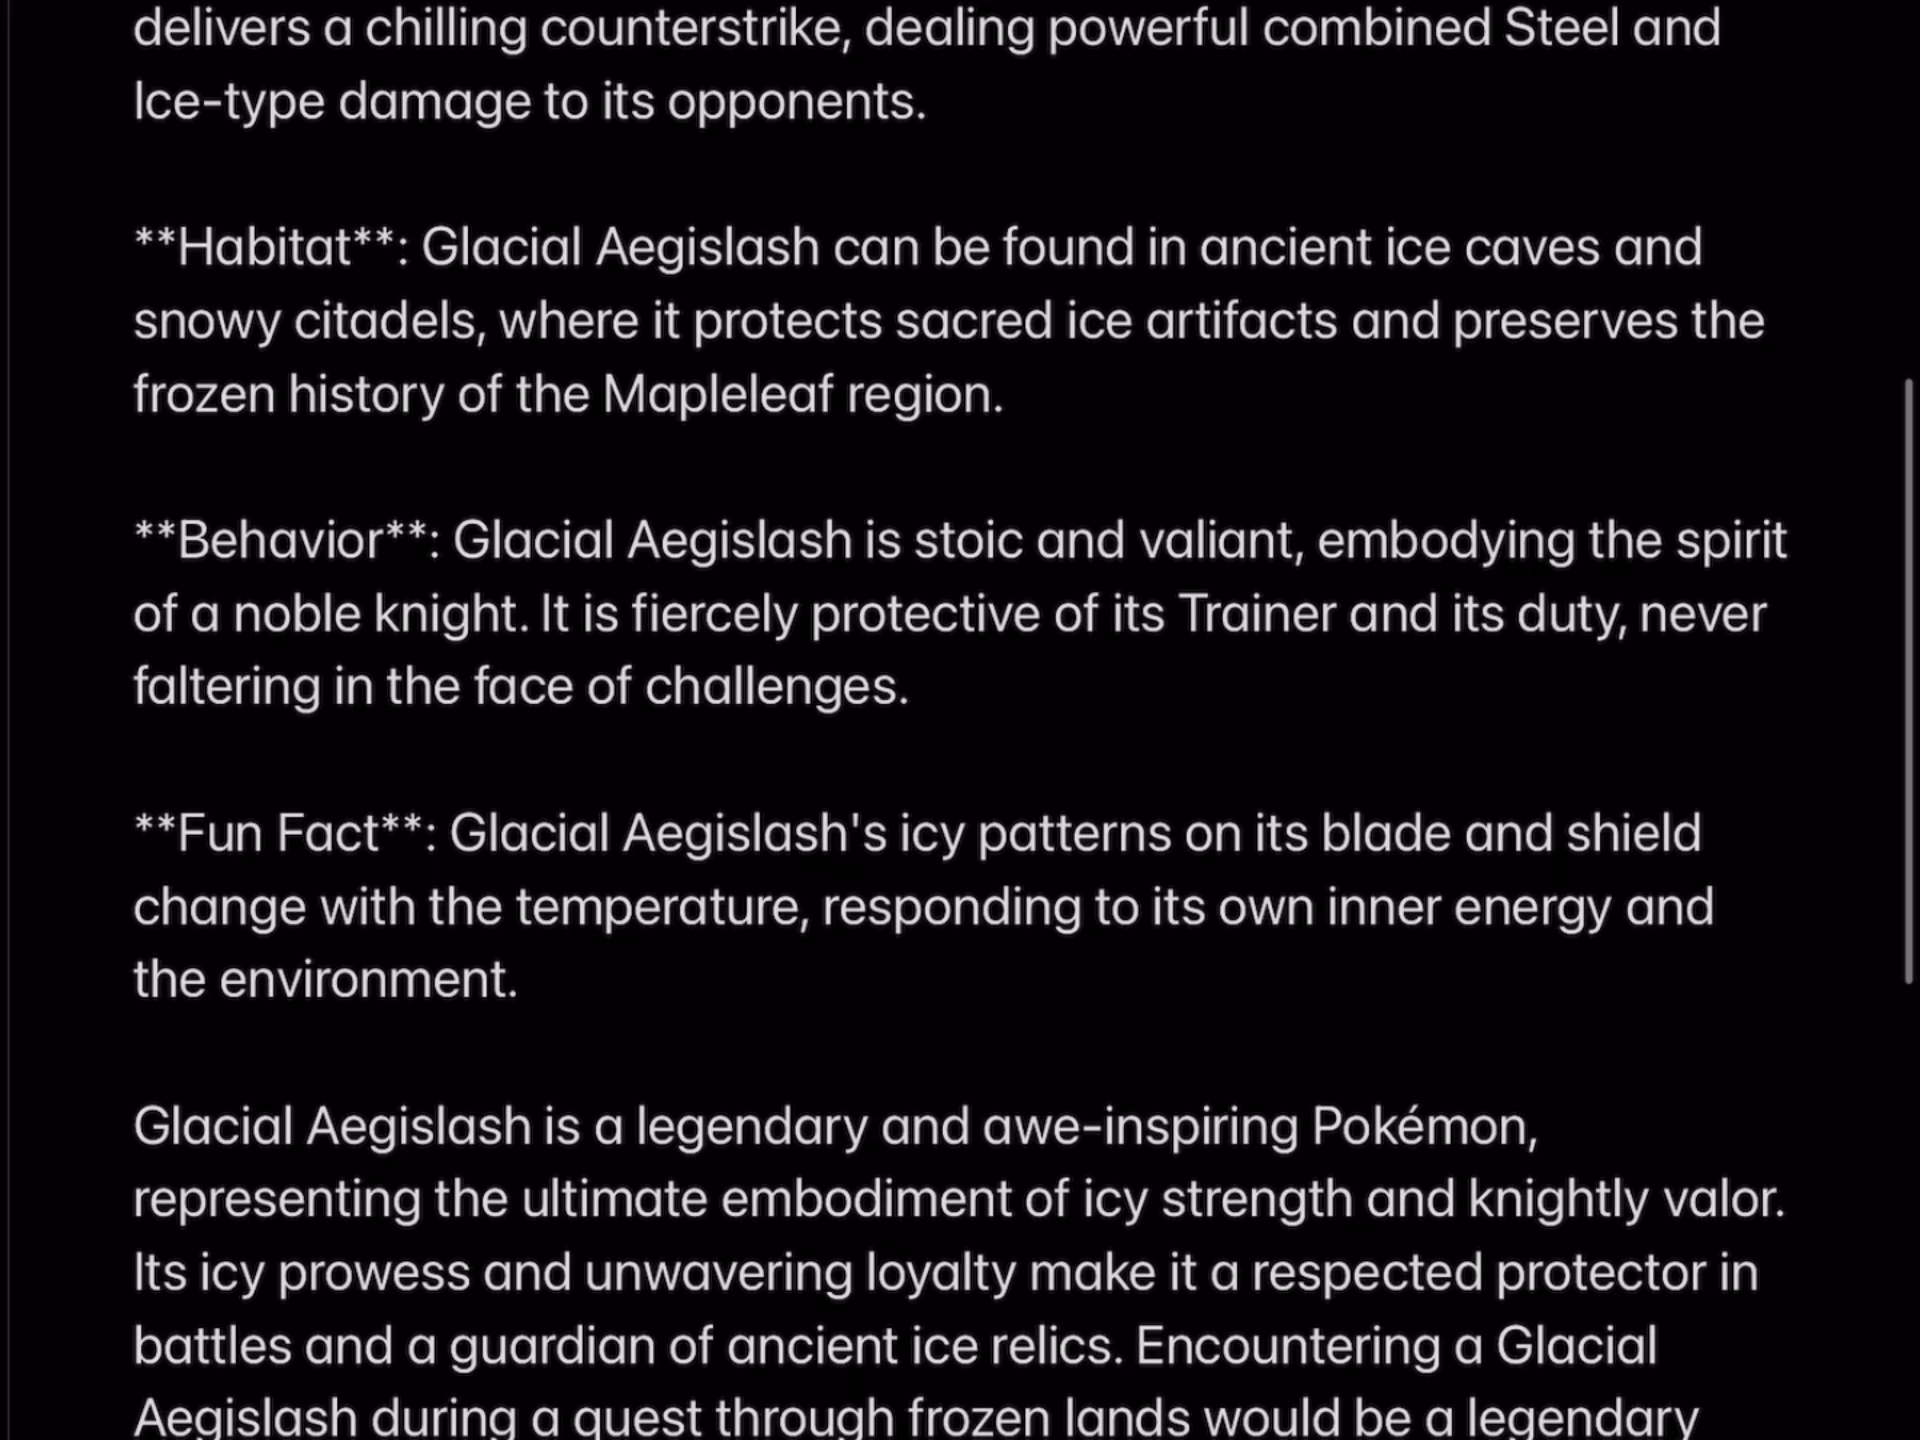 delivers a chilling counterstrike, dealing powerful combined Steel and
Ice-type damage to its opponents.
**Habitat**: Glacial Aegislash can be found in ancient ice caves and
snowy citadels, where it protects sacred ice artifacts and preserves the
frozen history of the Mapleleaf region.
**Behavior**: Glacial Aegislash is stoic and valiant, embodying the spirit
of a noble knight. It is fiercely protective of its Trainer and its duty, never
faltering in the face of challenges.
**Fun Fact**: Glacial Aegislash's icy patterns on its blade and shield
change with the temperature, responding to its own inner energy and
the environment.
Glacial Aegislash is a legendary and awe-inspiring Pokémon,
representing the ultimate embodiment of icy strength and knightly valor.
Its icy prowess and unwavering loyalty make it a respected protector in
battles and a guardian of ancient ice relics. Encountering a Glacial
Aegislash during a quest through frozen lands would be a legendary